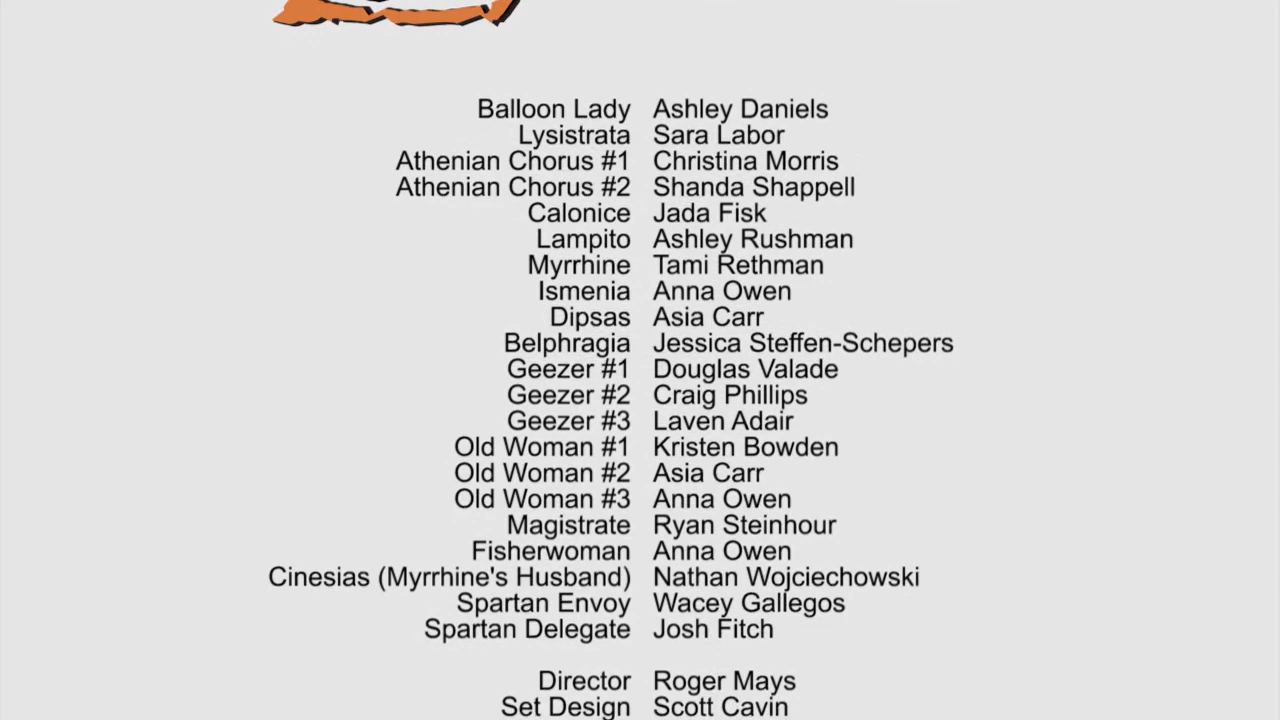 Balloon Lady Ashley Daniels
Lysistrata Sara Labor
Athenian Chorus #1 Christina Morris
Athenian Chorus #2 Shanda Shappell
Calonice Jada Fisk
Lampito Ashley Rushman
Myrrhine Tami Rethman
Ismenia Anna Owen
Dipsas Asia Carr
Belphragia Jessica Steffen-Schepers
Geezer #1 Douglas Valade
Geezer #2 Craig Phillips
Geezer #3 Laven Adair
Old Woman #1 Kristen Bowden
Old Woman #2 Asia Carr
Old Woman #3 Anna Owen
Magistrate Ryan Steinhour
Fisherwoman Anna Owen
Cinesias (Myrrhine's Husband) Nathan Wojciechowski
Spartan Envoy Wacey Gallegos
Spartan Delegate Josh Fitch
Director Roger Mays
Set Design Scott Cavin